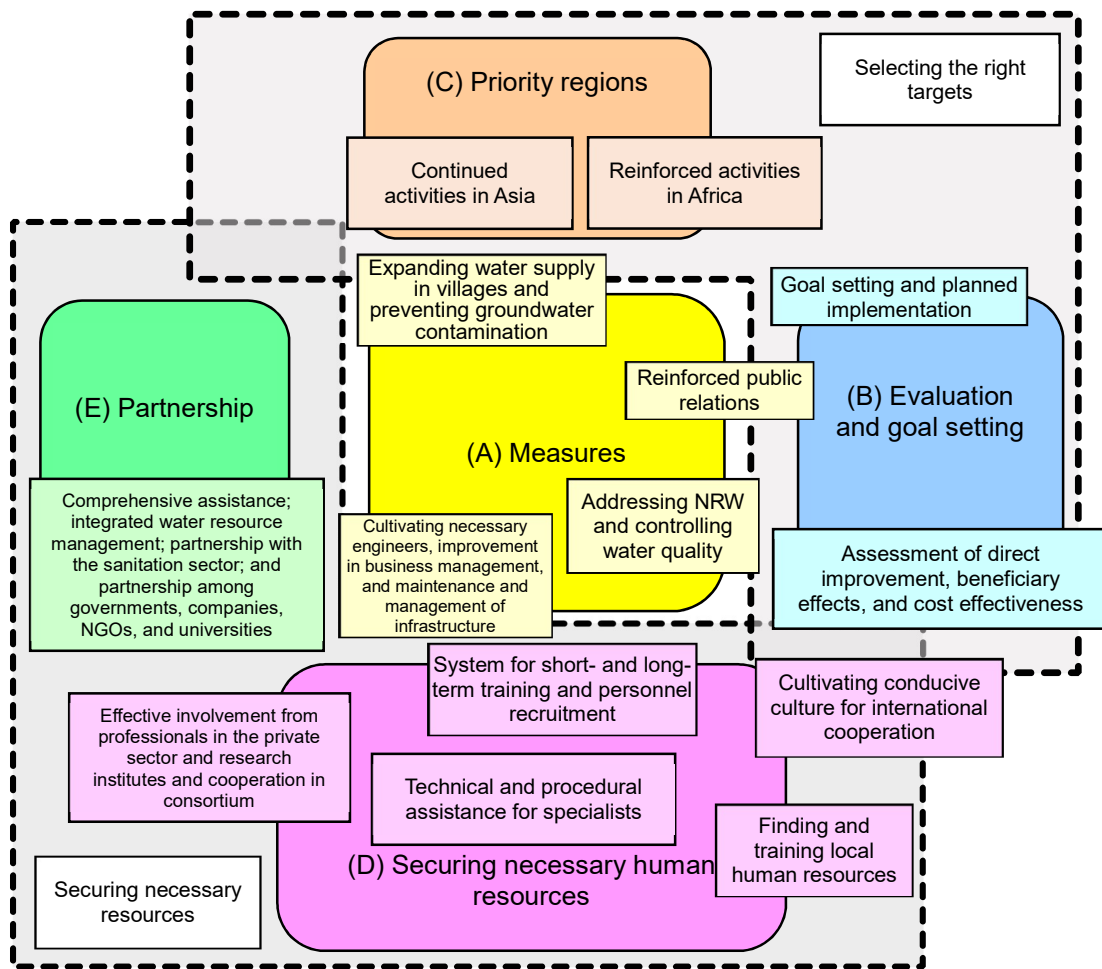 (C) Priority regions
Selecting the right
targets
Continued
activities in Asia
Reinforced activities
in Africa
Expanding water supply
in villages and
preventing groundwater
contamination
Goal setting and planned
implementation
Reinforced public
relations
(E) Partnership
(B) Evaluation
and goal setting
(A) Measures
Comprehensive assistance;
integrated water resource
management; partnership with
the sanitation sector; and
partnership among
governments, companies,
NGOs, and universities
Cultivating necessary
engineers, improvement
in business management,
and maintenance and
management of
infrastructure
Addressing NRW
and controlling
water quality
Assessment of direct
improvement, beneficiary
effects, and cost effectiveness
System for short- and long-
term training and personnel
recruitment
Cultivating conducive
culture for international
cooperation
Effective involvement from
professionals in the private
sector and research
institutes and cooperation in
consortium
Technical and procedural
assistance for specialists
Finding and
training local
human resources
(D) Securing necessary human
resources
Securing necessary
resources